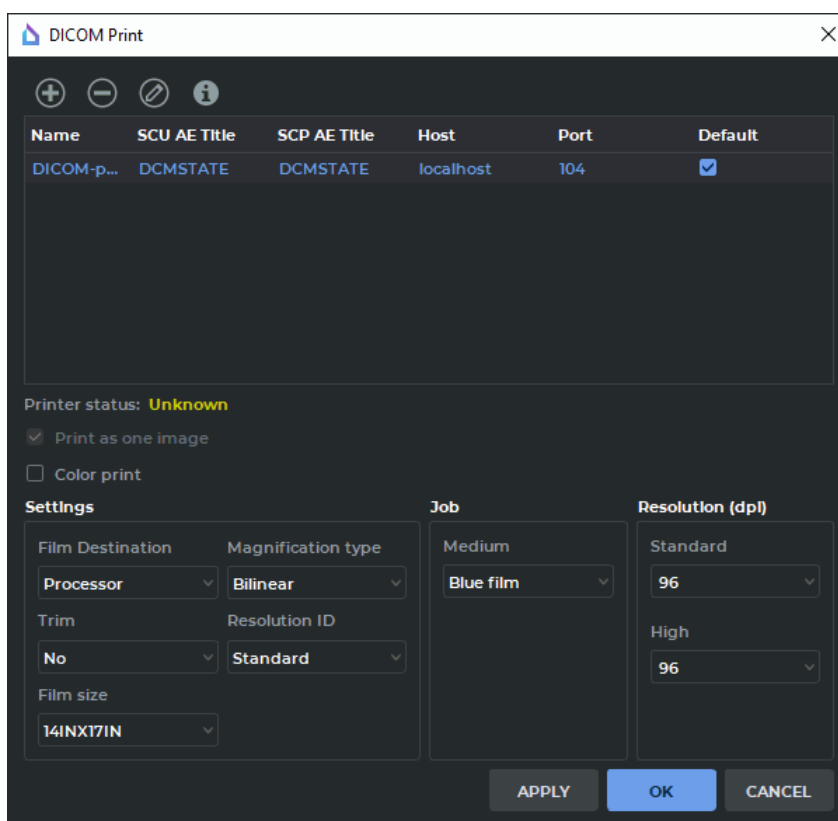 DICOM Print
Name SCU AE Title SCP AE Title Host Port Default
DICOM-p... DCMSTATE DCMSTATE localhost 104
Printer status: Unknown
Print as one image
Color print
Settings Job Resolution (dpi)
Film Destination Magnification type Medium Standard
Processor Bilinear Blue film 96
Trim Resolution ID High
No Standard 96
Film size
14INX17IN
APPLY OK CANCEL